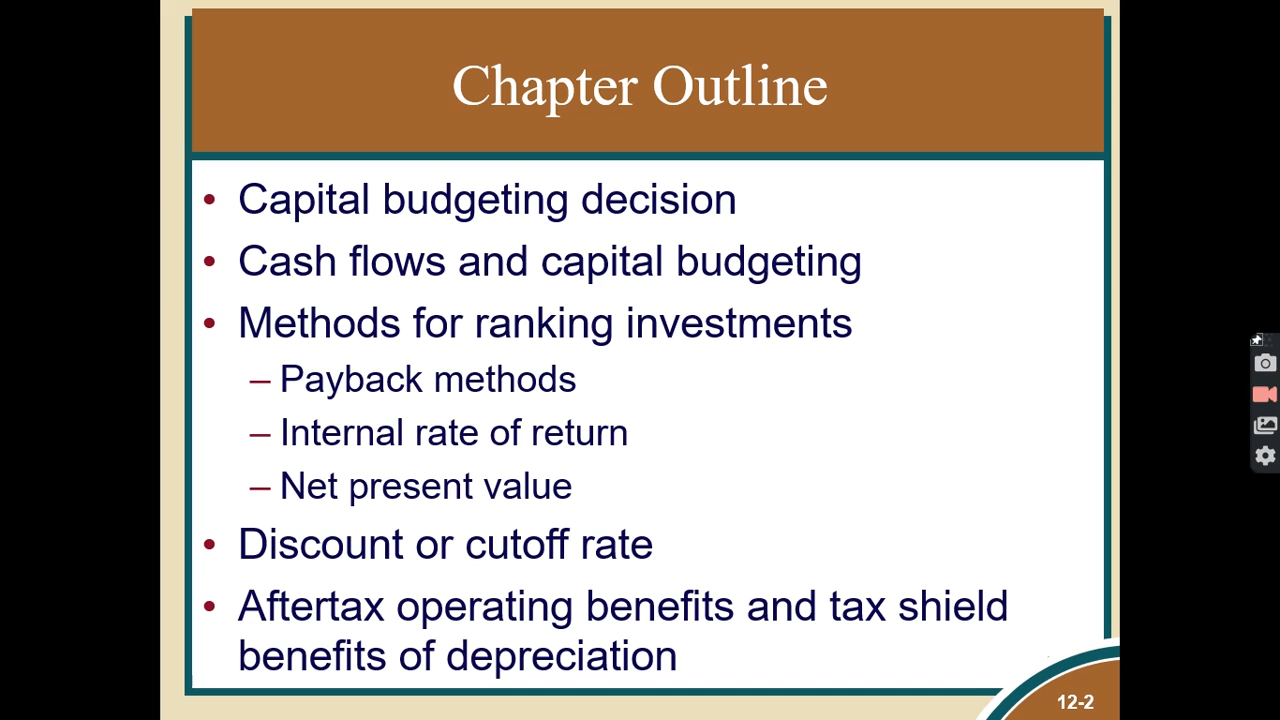 Chapter Outline
• Capital budgeting decision
• Cash flows and capital budgeting
• Methods for ranking investments
– Payback methods
– Internal rate of return
– Net present value
• Discount or cutoff rate
• Aftertax operating benefits and tax shield
benefits of depreciation
12-2